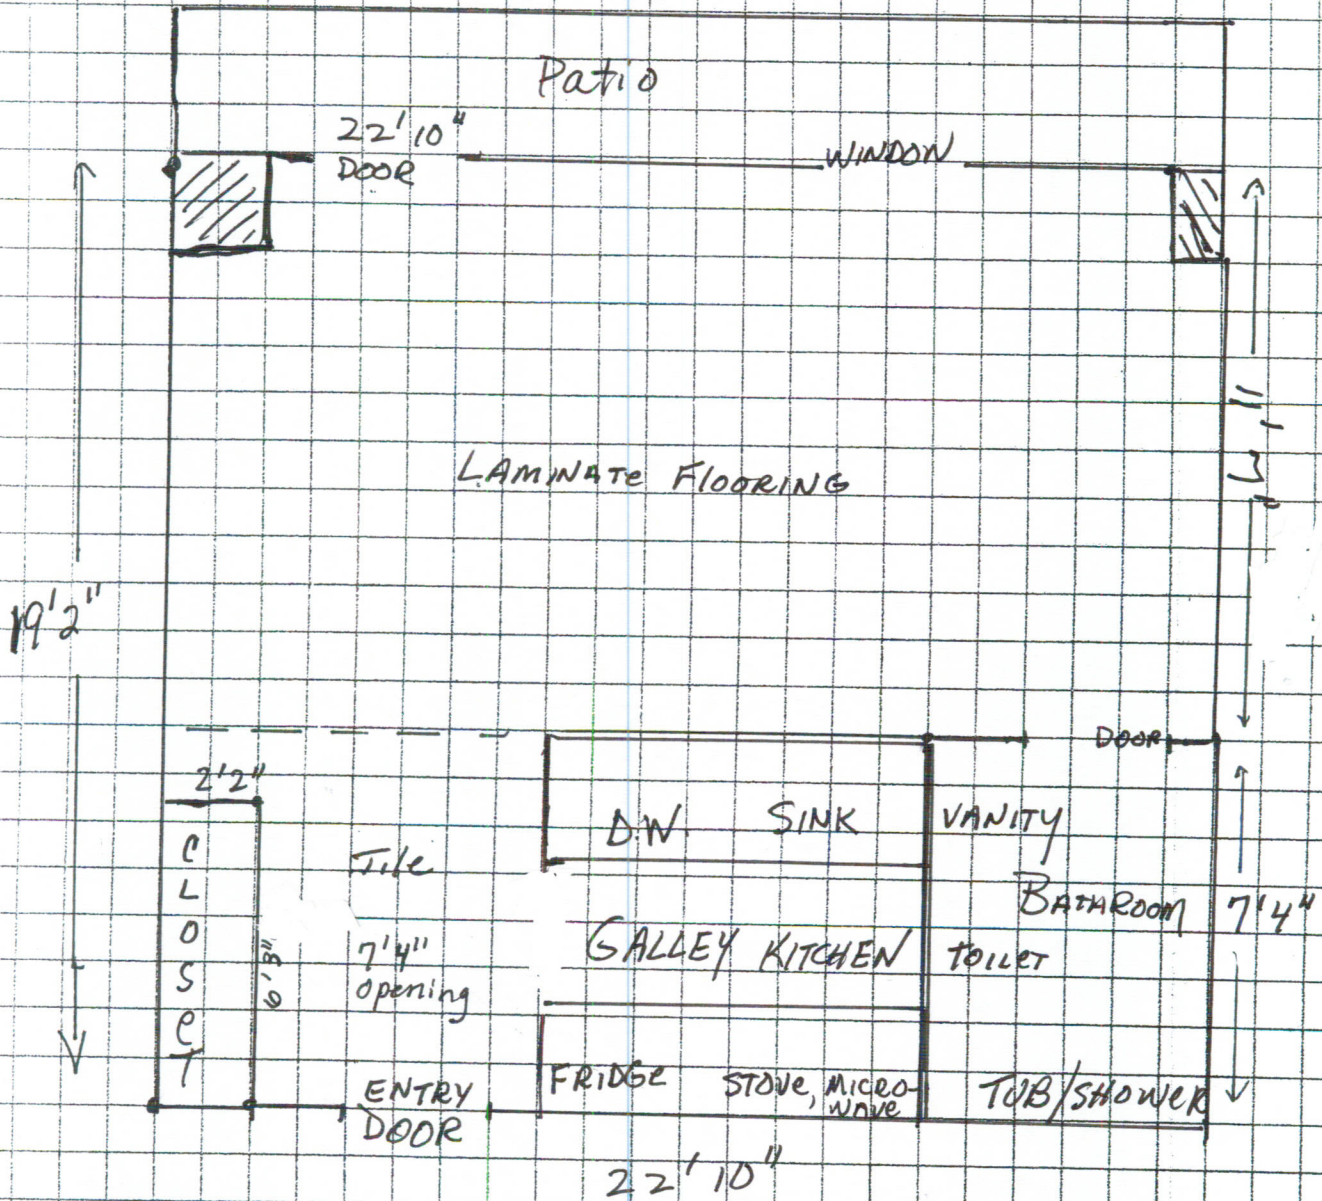 Patio
22'10"
DOOR
WINDOW
LAMINATe FlOORING
19'2"
DOOR
2'2"
D.W.
SINK
VANITY
CLOSeT
Tile
BATHROOM
7'4"
6'3"
7'4"
opening
GALLEY KITCHEN
TOILeT
FRIDGe
STOVe, MICRO-
WAVe
TUB/SHOWER
ENTRY
DOOR
22'10"